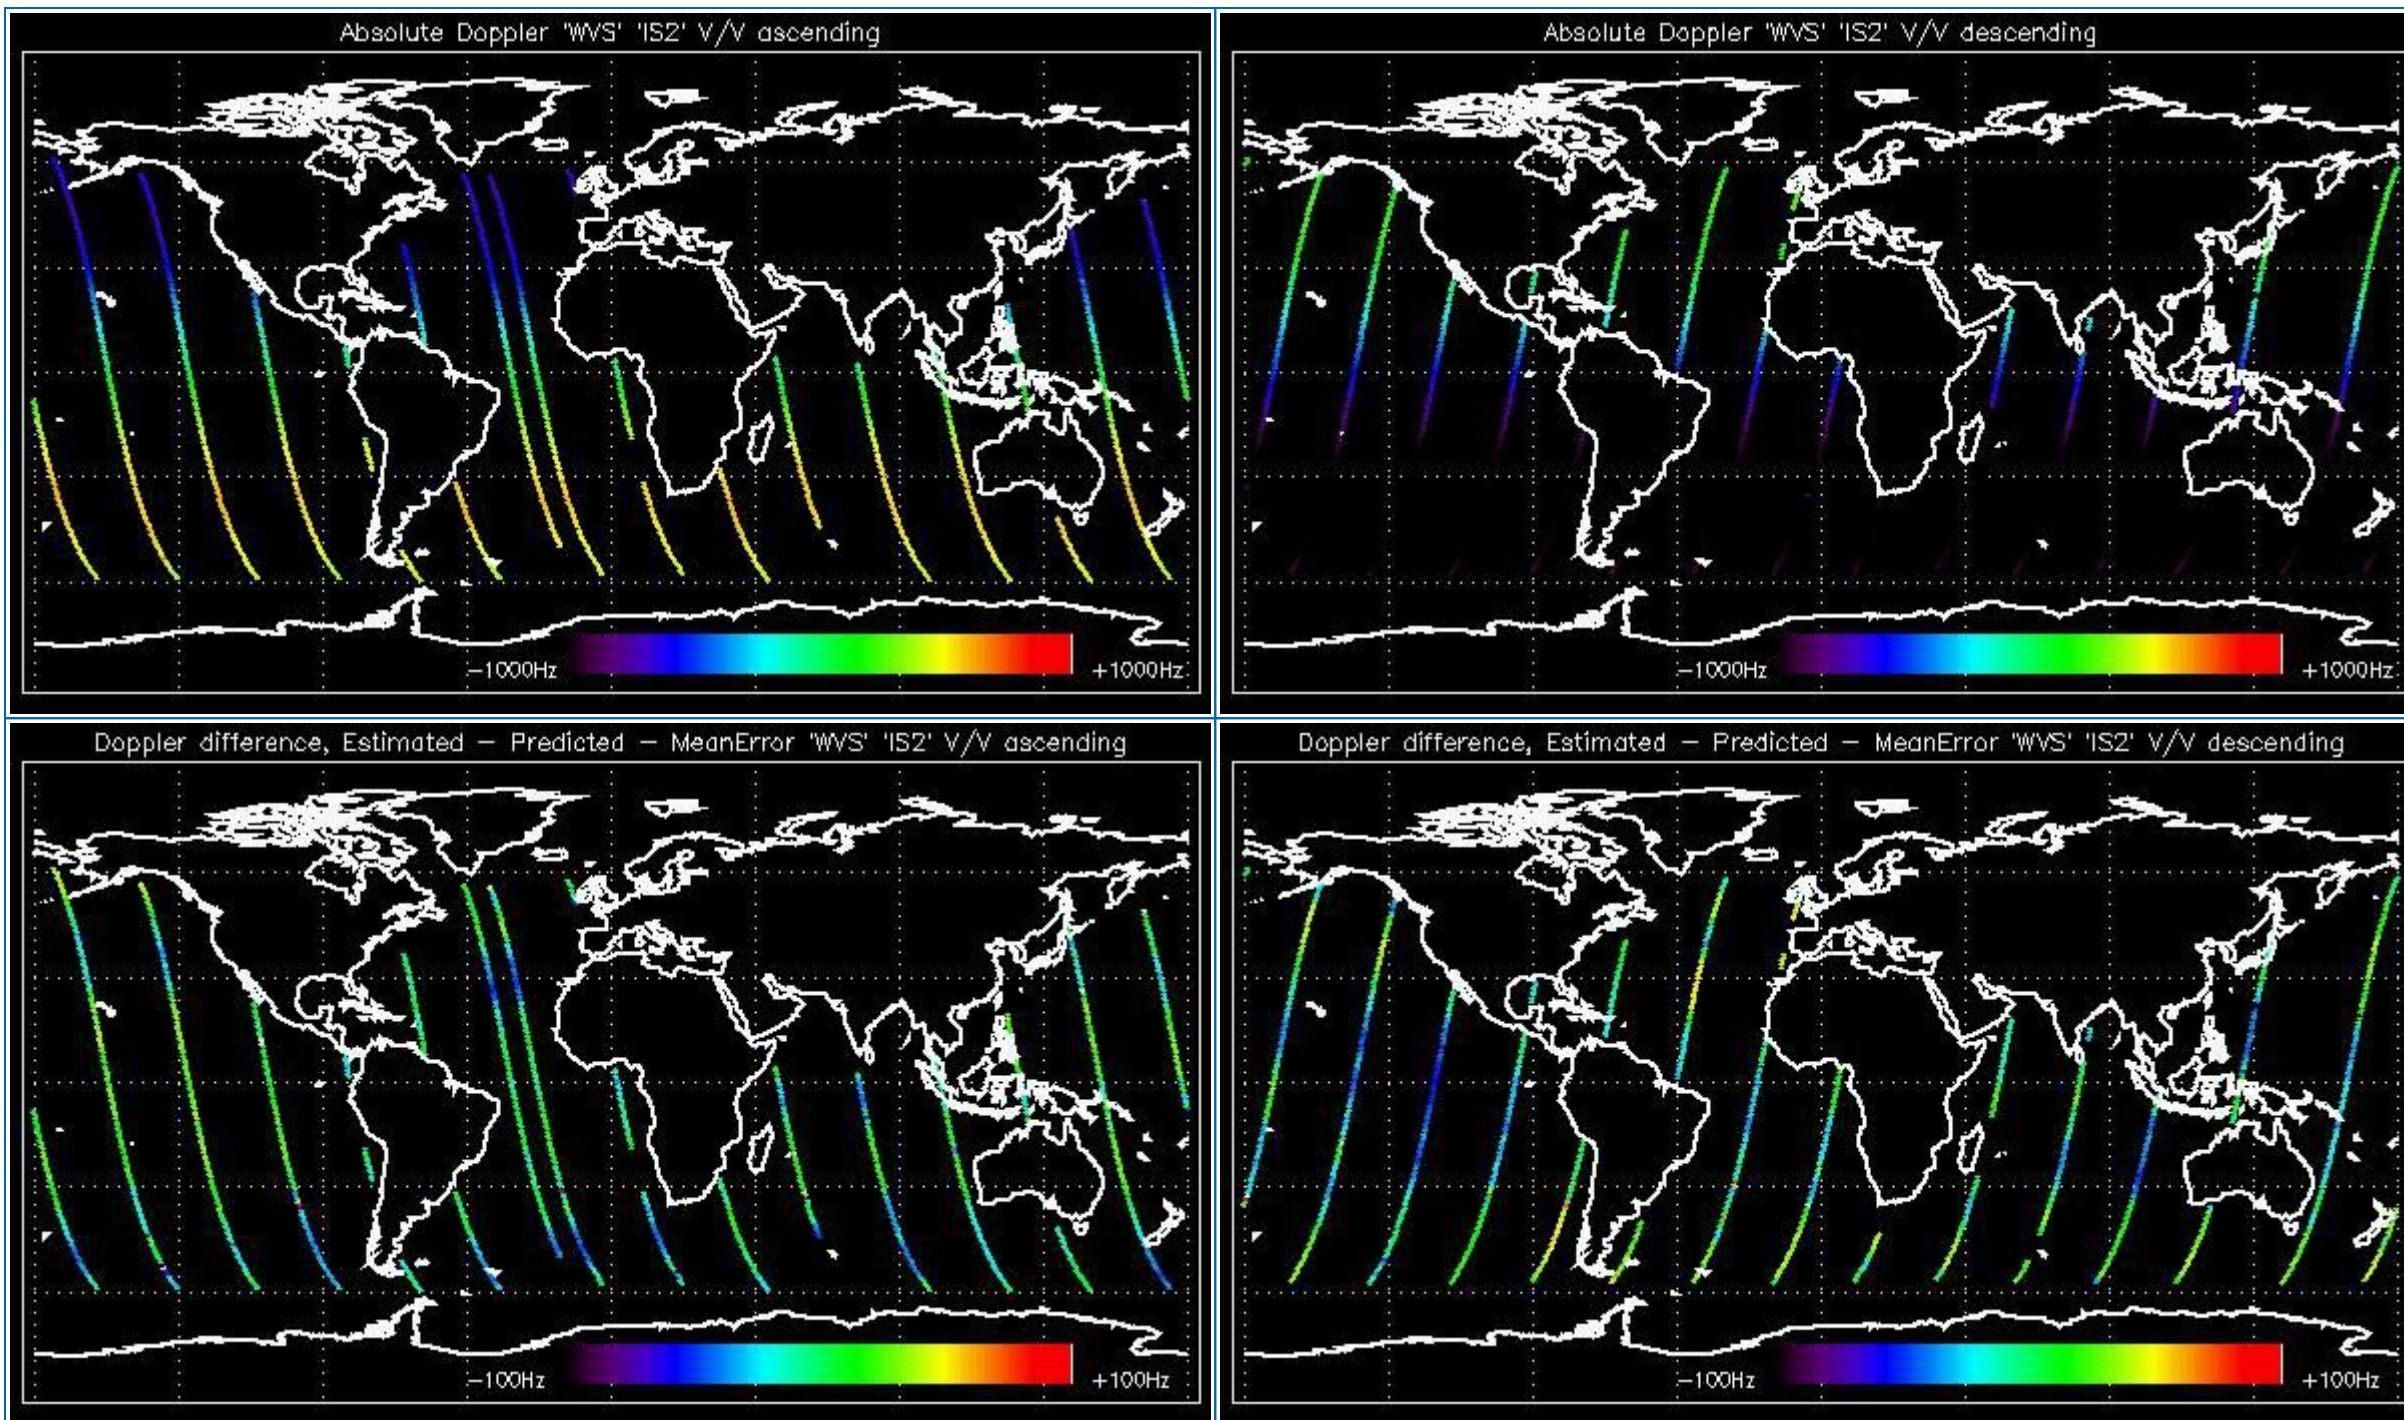 Absolute Doppler 'WVS' 'IS2' V/V ascending
-1000Hz
+1000Hz
Absolute Doppler 'WVS' 'IS2' V/V descending
-1000Hz
+1000Hz
Doppler difference, Estimated - Predicted - MeanError 'WVS' 'IS2' V/V ascending
-100Hz
+100Hz
Doppler difference, Estimated - Predicted - MeanError 'WVS' 'IS2' V/V descending
-100Hz
+100Hz